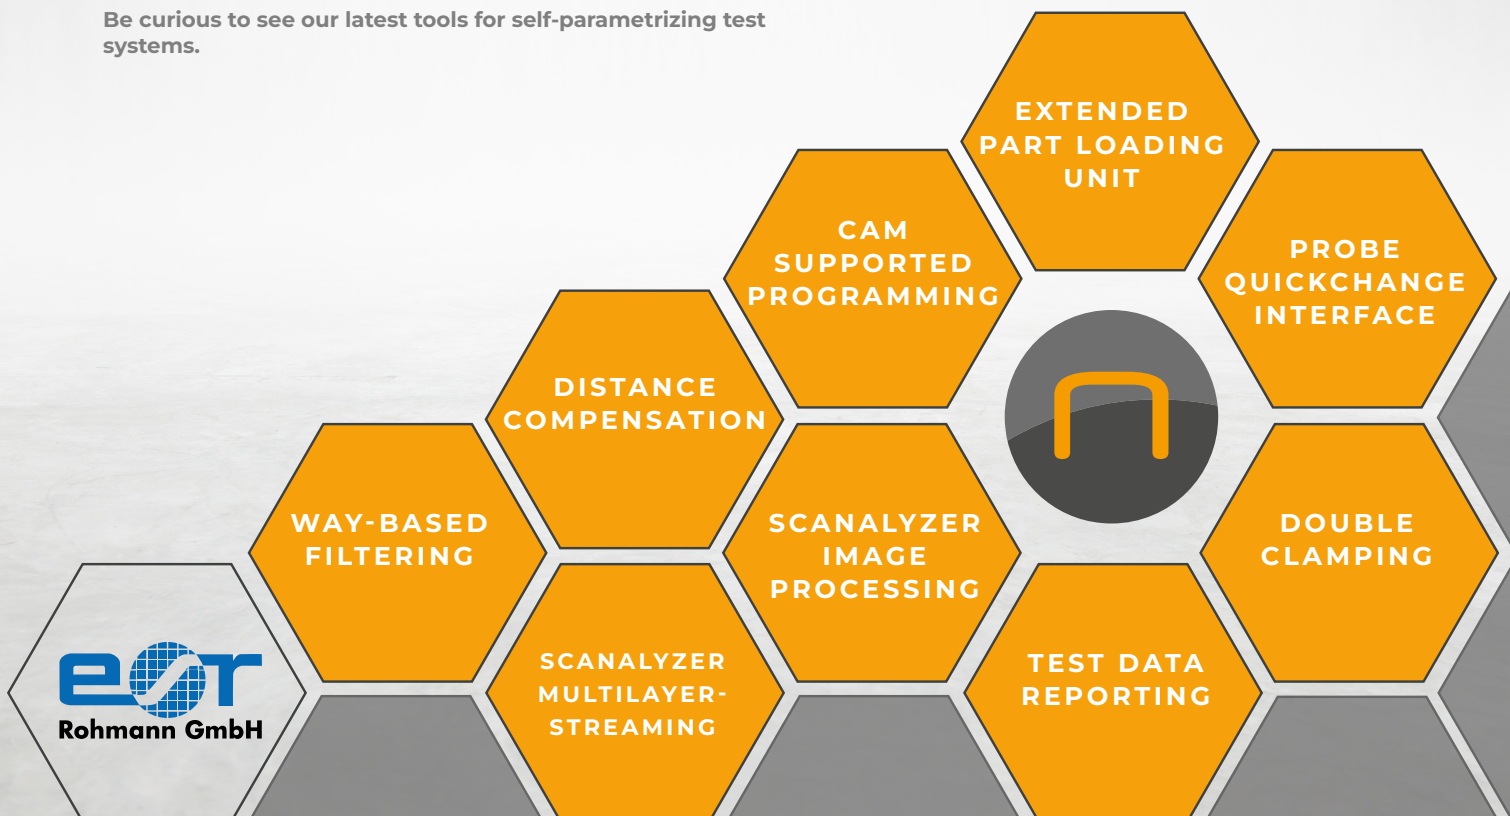 Be curious to see our latest tools for self-parametrizing test
systems.
EXTENDED
PART LOADING
UNIT
CAM
SUPPORTED
PROGRAMMING
PROBE
QUICKCHANGE
INTERFACE
DISTANCE
COMPENSATION
WAY-BASED
FILTERING
SCANALYZER
IMAGE
PROCESSING
DOUBLE
CLAMPING
SCANALYZER
MULTILAYER-
STREAMING
TEST DATA
REPORTING
Rohmann GmbH